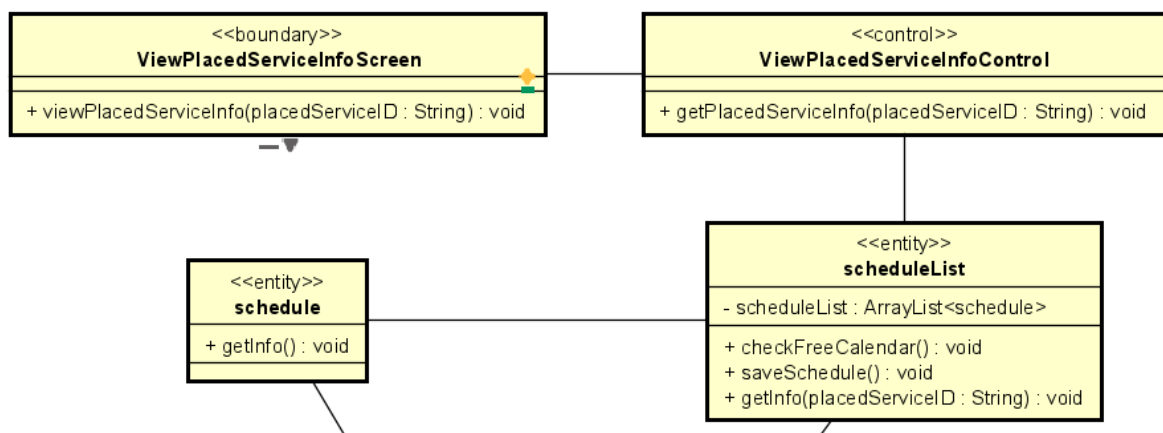 <<boundary>>
ViewPlacedServiceInfoScreen
+ viewPlacedServiceInfo(placedServiceID : String) : void
<<control>>
ViewPlacedServiceInfoControl
+ getPlacedServiceInfo(placedServiceID : String) : void
<<entity>>
schedule
+ getInfo() : void
<<entity>>
scheduleList
- scheduleList : ArrayList<schedule>
+ checkFreeCalendar() : void
+ saveSchedule() : void
+ getInfo(placedServiceID : String) : void